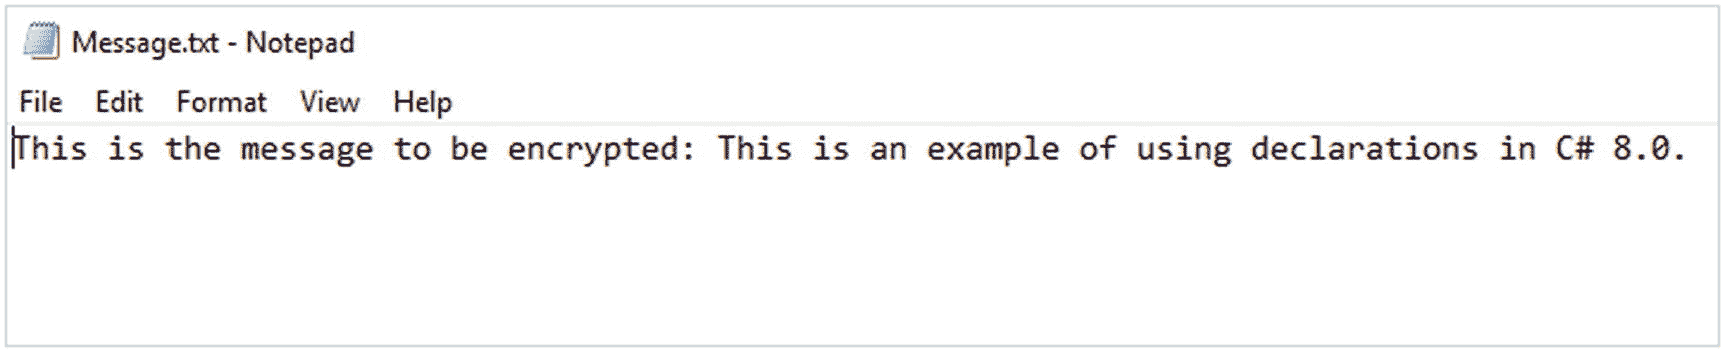 Message.txt - Notepad
File Edit Format View Help
This is the message to be encrypted: This is an example of using declarations in C# 8.0.